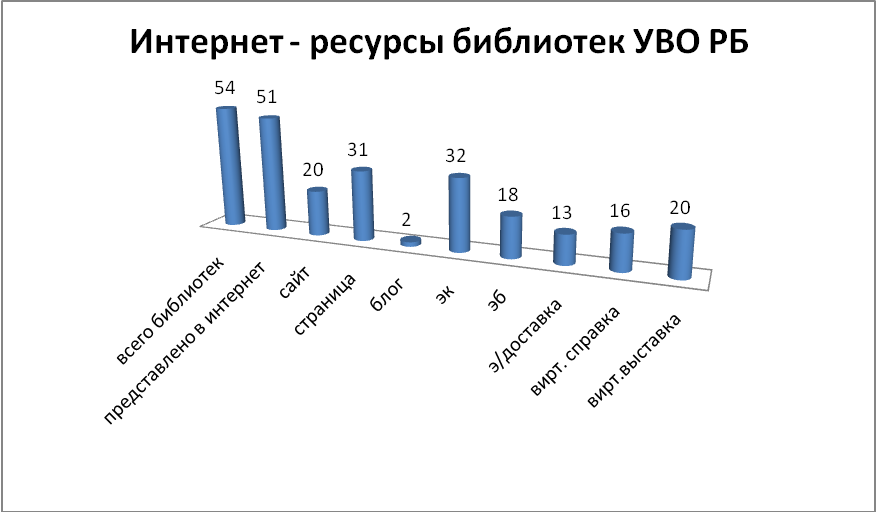 Интернет - ресурсы библиотек УВО РБ
54
51
20
31
2
32
18
13
16
20
всего библиотек
представлено в интернет
сайт
страница
блог
эк
эб
э/доставка
вирт. справка
вирт.выставка